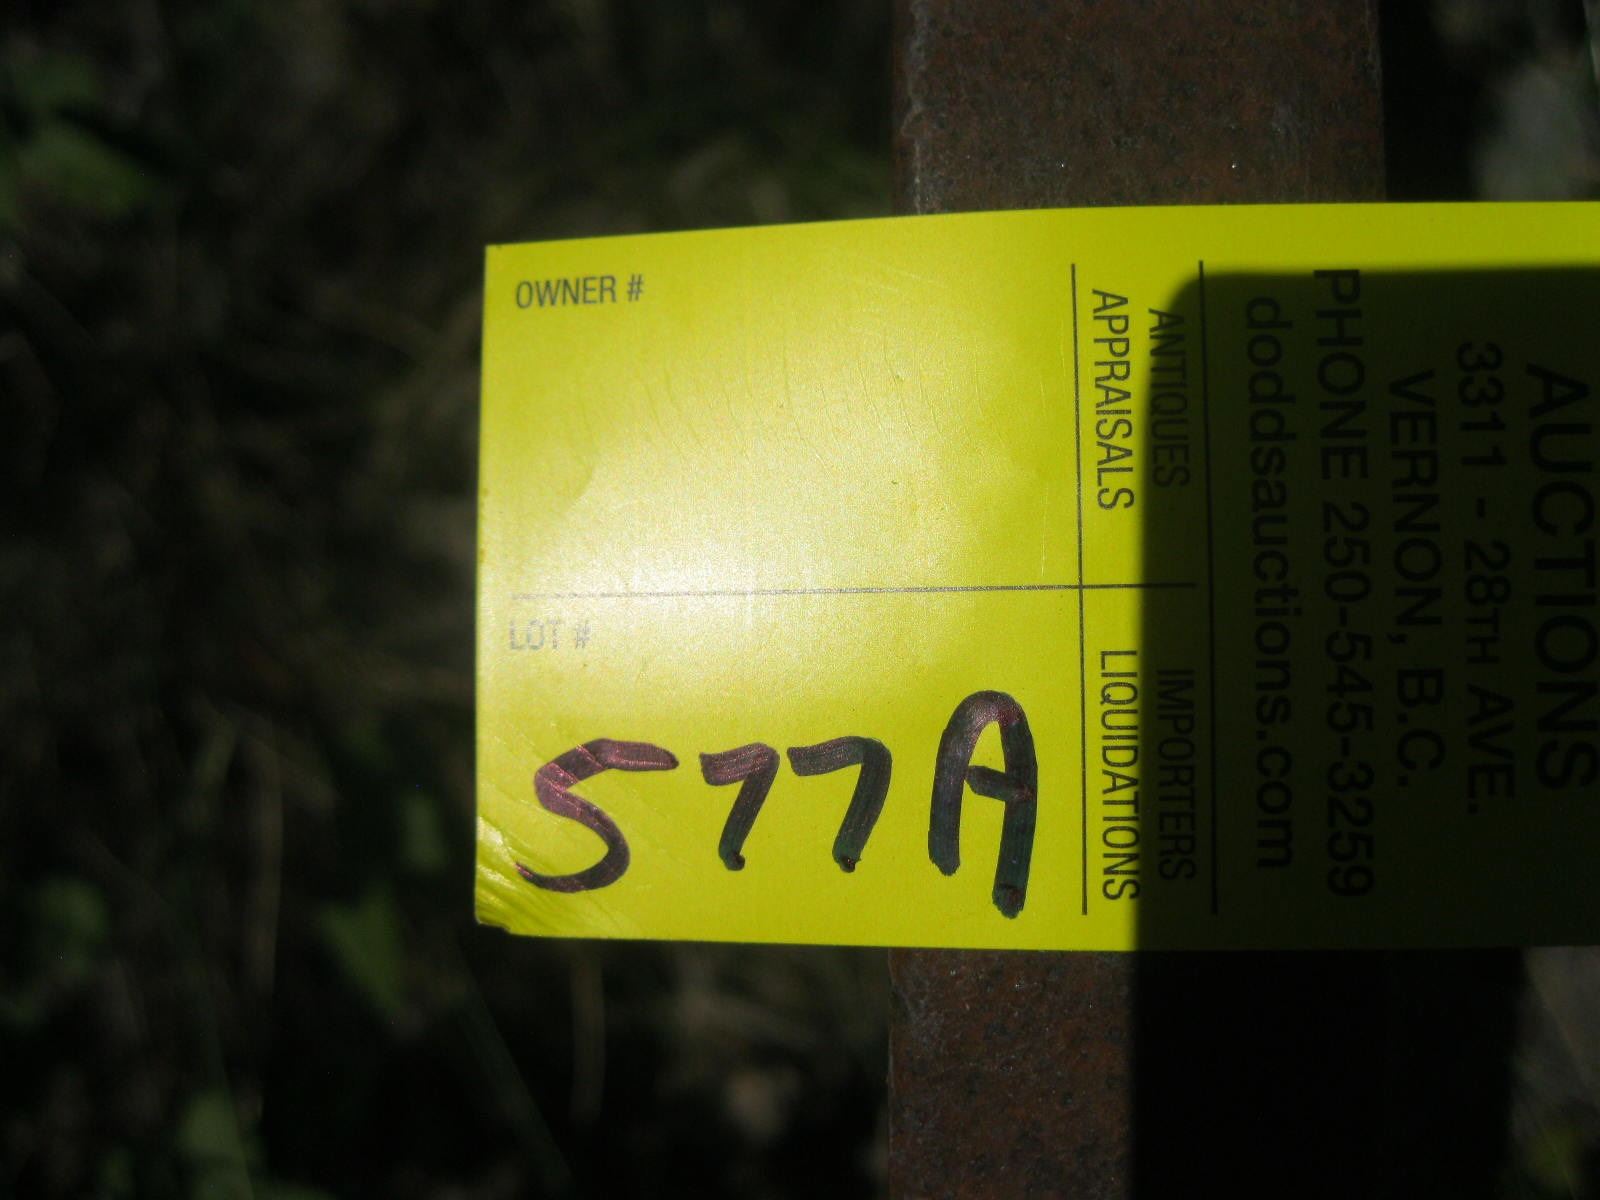 AUCTIONS
3311 - 28TH AVE.
VERNON, B.C.
PHONE 250-545-3259
doddsauctions.com
ANTIQUES IMPORTERS
APPRAISALS LIQUIDATIONS
OWNER #
LOT #
577A